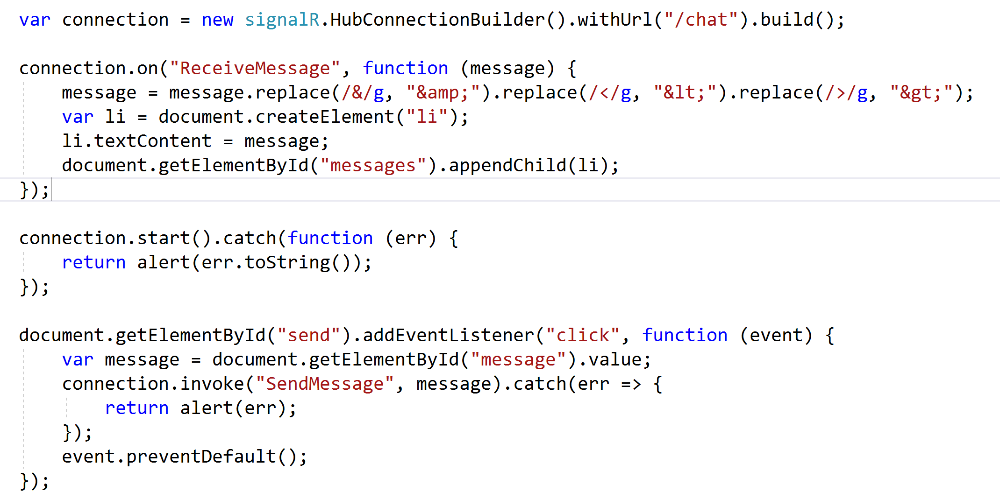 var connection = new signalR.HubConnectionBuilder().withUrl("/chat").build();

connection.on("ReceiveMessage", function (message) {
    message = message.replace(/&/g, "&amp;").replace(/</g, "&lt;").replace(/>/g, "&gt;");
    var li = document.createElement("li");
    li.textContent = message;
    document.getElementById("messages").appendChild(li);
});

connection.start().catch(function (err) {
    return alert(err.toString());
});

document.getElementById("send").addEventListener("click", function (event) {
    var message = document.getElementById("message").value;
    connection.invoke("SendMessage", message).catch(err => {
        return alert(err);
    });
    event.preventDefault();
});